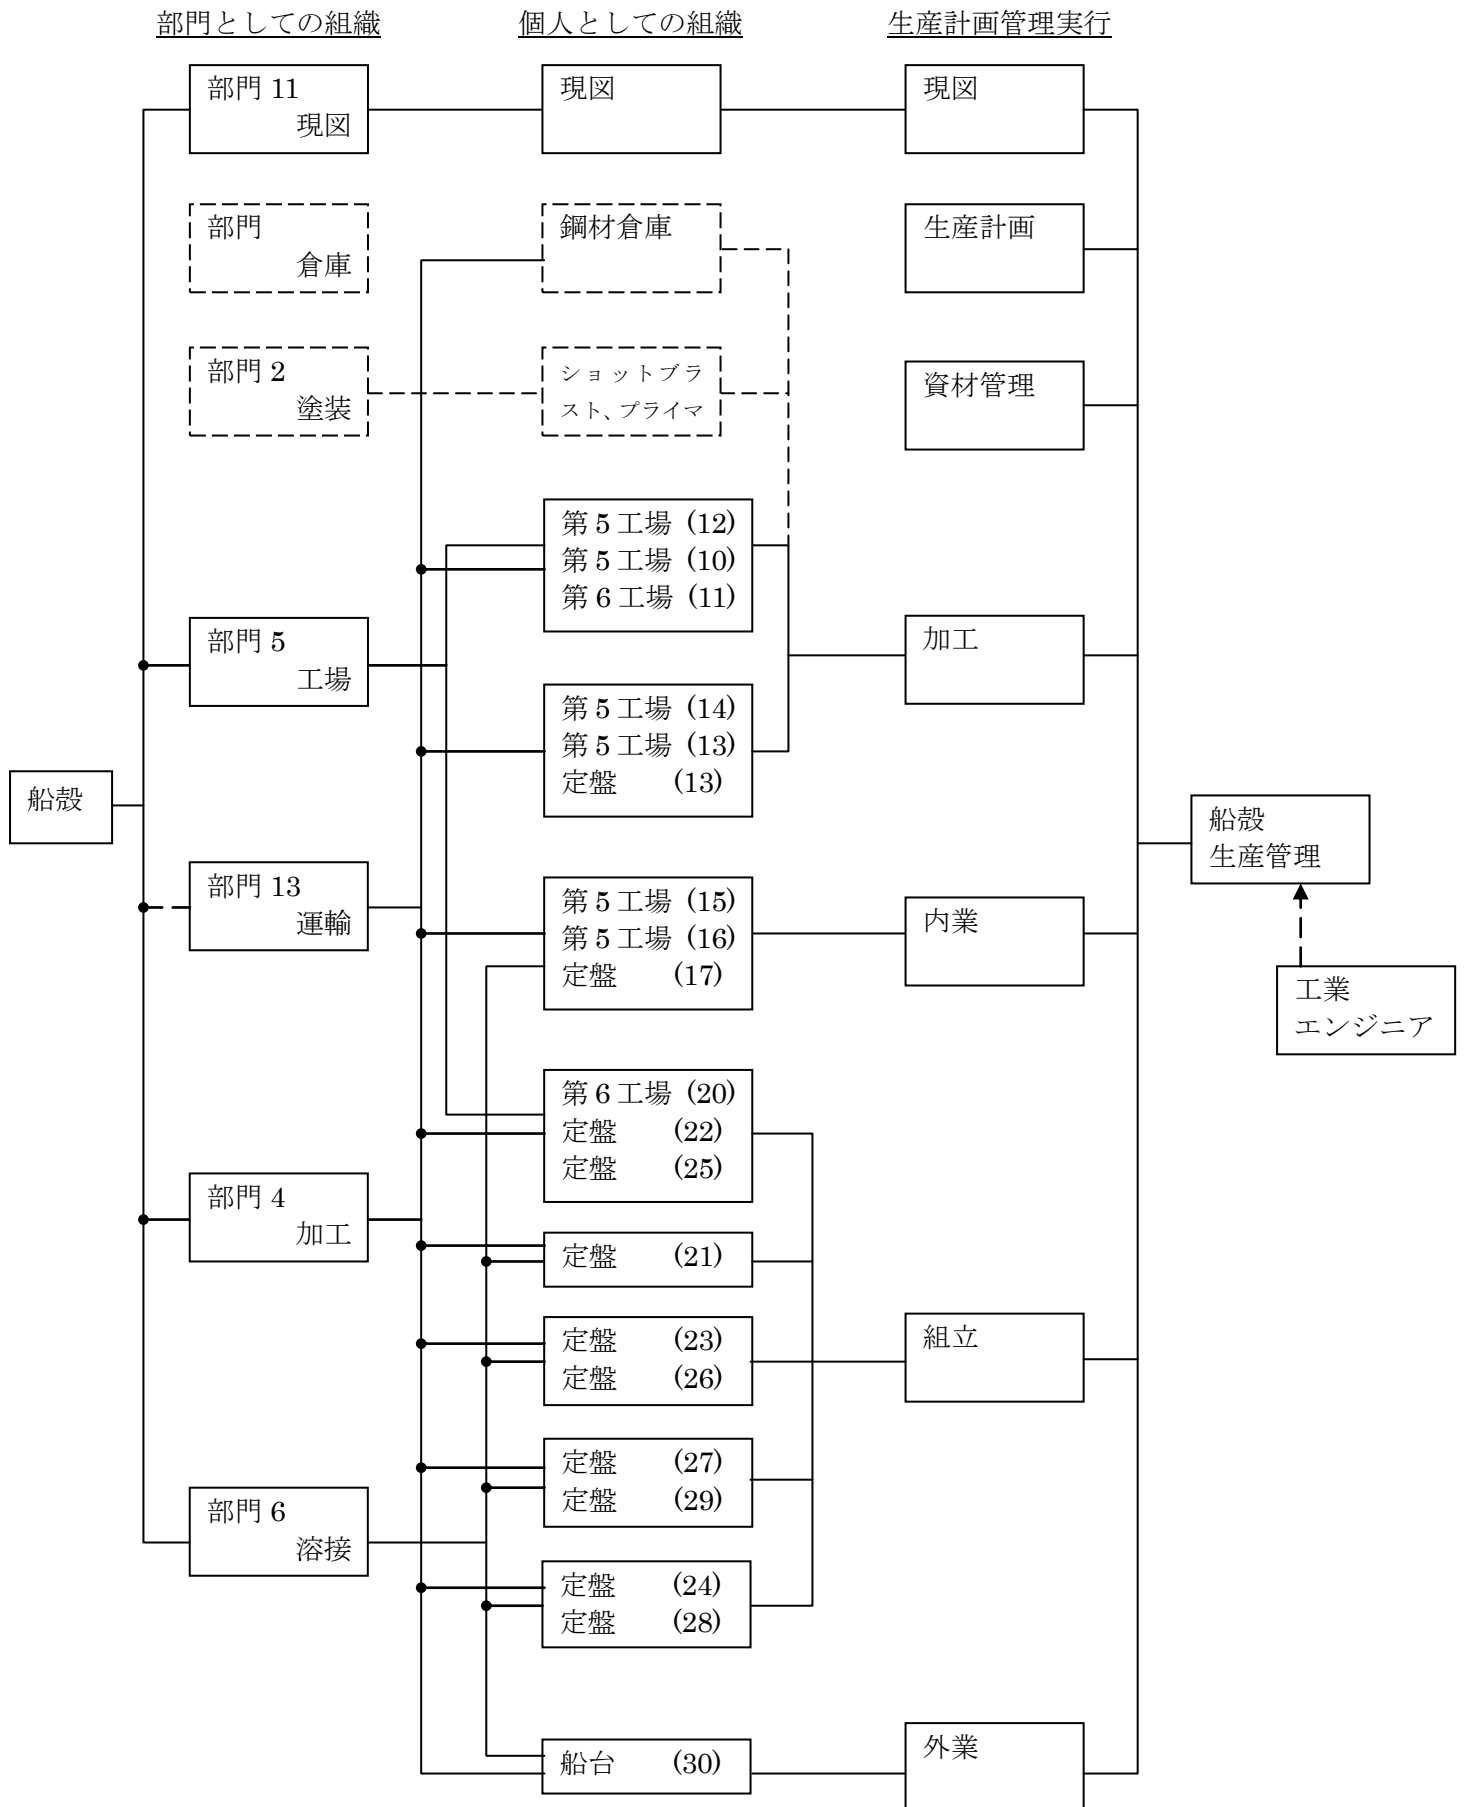 部門としての組織
個人としての組織
生産計画管理実行
部門 11
現図
現図
現図
部門
倉庫
鋼材倉庫
生産計画
部門 2
塗装
ショットブラ
スト、プライマ
資材管理
第 5 工場 (12)
第 5 工場 (10)
第 6 工場 (11)
部門 5
工場
加工
第 5 工場 (14)
第 5 工場 (13)
定盤 (13)
船殻
船殻
生産管理
部門 13
運輸
第 5 工場 (15)
第 5 工場 (16)
定盤 (17)
内業
工業
エンジニア
第 6 工場 (20)
定盤 (22)
定盤 (25)
部門 4
加工
定盤 (21)
定盤 (23)
定盤 (26)
組立
定盤 (27)
定盤 (29)
部門 6
溶接
定盤 (24)
定盤 (28)
船台 (30)
外業